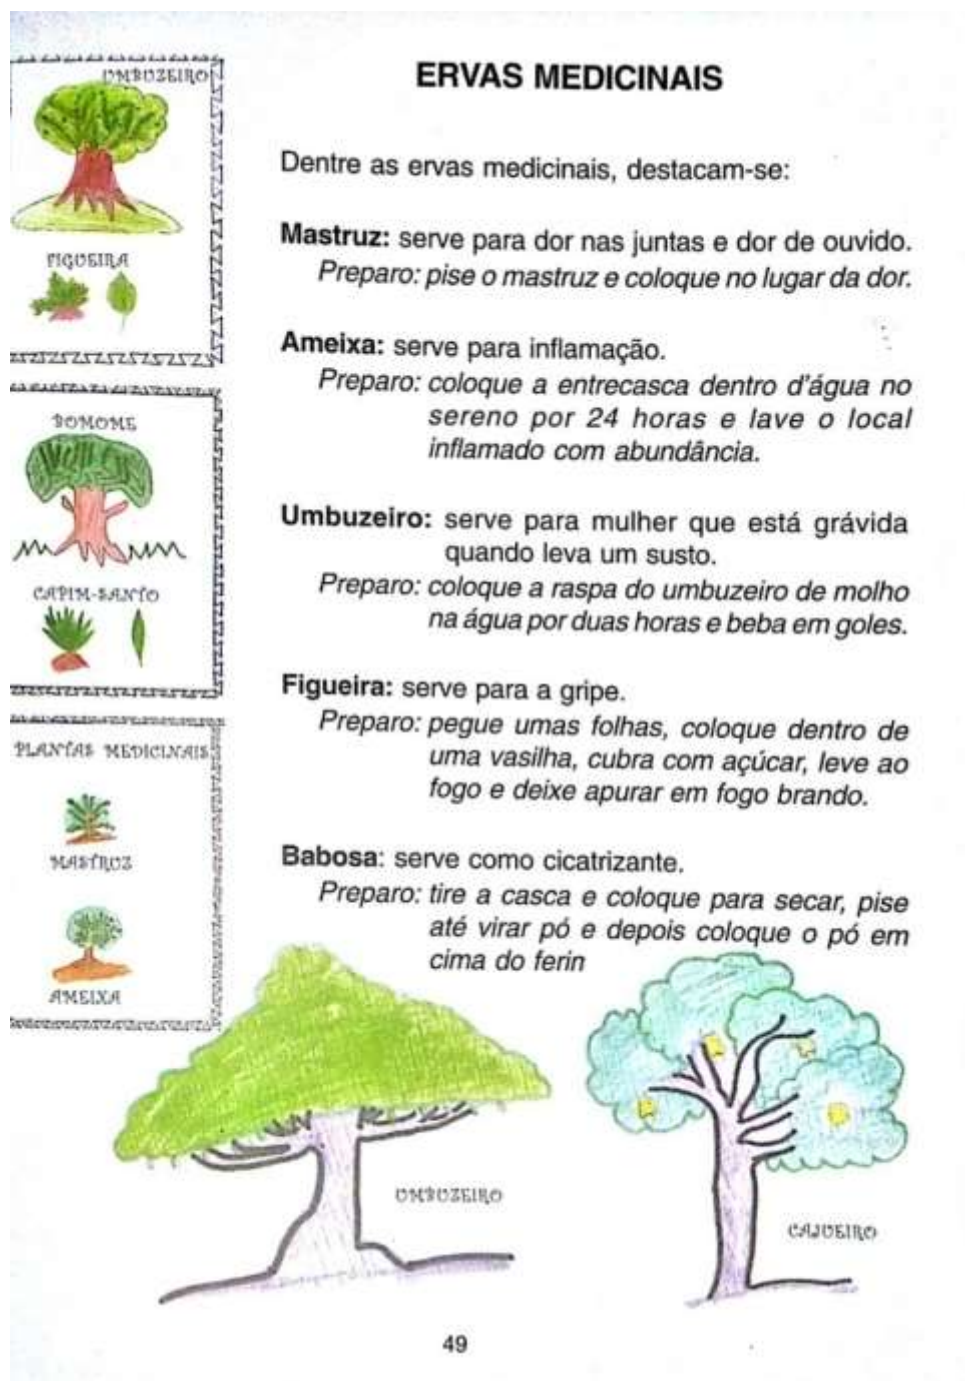 ERVAS MEDICINAIS
Dentre as ervas medicinais, destacam-se:
Mastruz: serve para dor nas juntas e dor de ouvido.
Preparo: pise o mastruz e coloque no lugar da dor.
Ameixa: serve para inflamação.
Preparo: coloque a entrecasca dentro d'água no
sereno por 24 horas e lave o local
inflamado com abundância.
Umbuzeiro: serve para mulher que está grávida
quando leva um susto.
Preparo: coloque a raspa do umbuzeiro de molho
na água por duas horas e beba em goles.
Figueira: serve para a gripe.
Preparo: pegue umas folhas, coloque dentro de
uma vasilha, cubra com açúcar, leve ao
fogo e deixe apurar em fogo brando.
Babosa: serve como cicatrizante.
Preparo: tire a casca e coloque para secar, pise
até virar pó e depois coloque o pó em
cima do ferin
UMBUZEIRO
FIGUEIRA
BOMOME
CAPIM-SANTO
PLANTAS MEDICINAIS
MASTRUZ
AMEIXA
UMBUZEIRO
CAJUEIRO
49